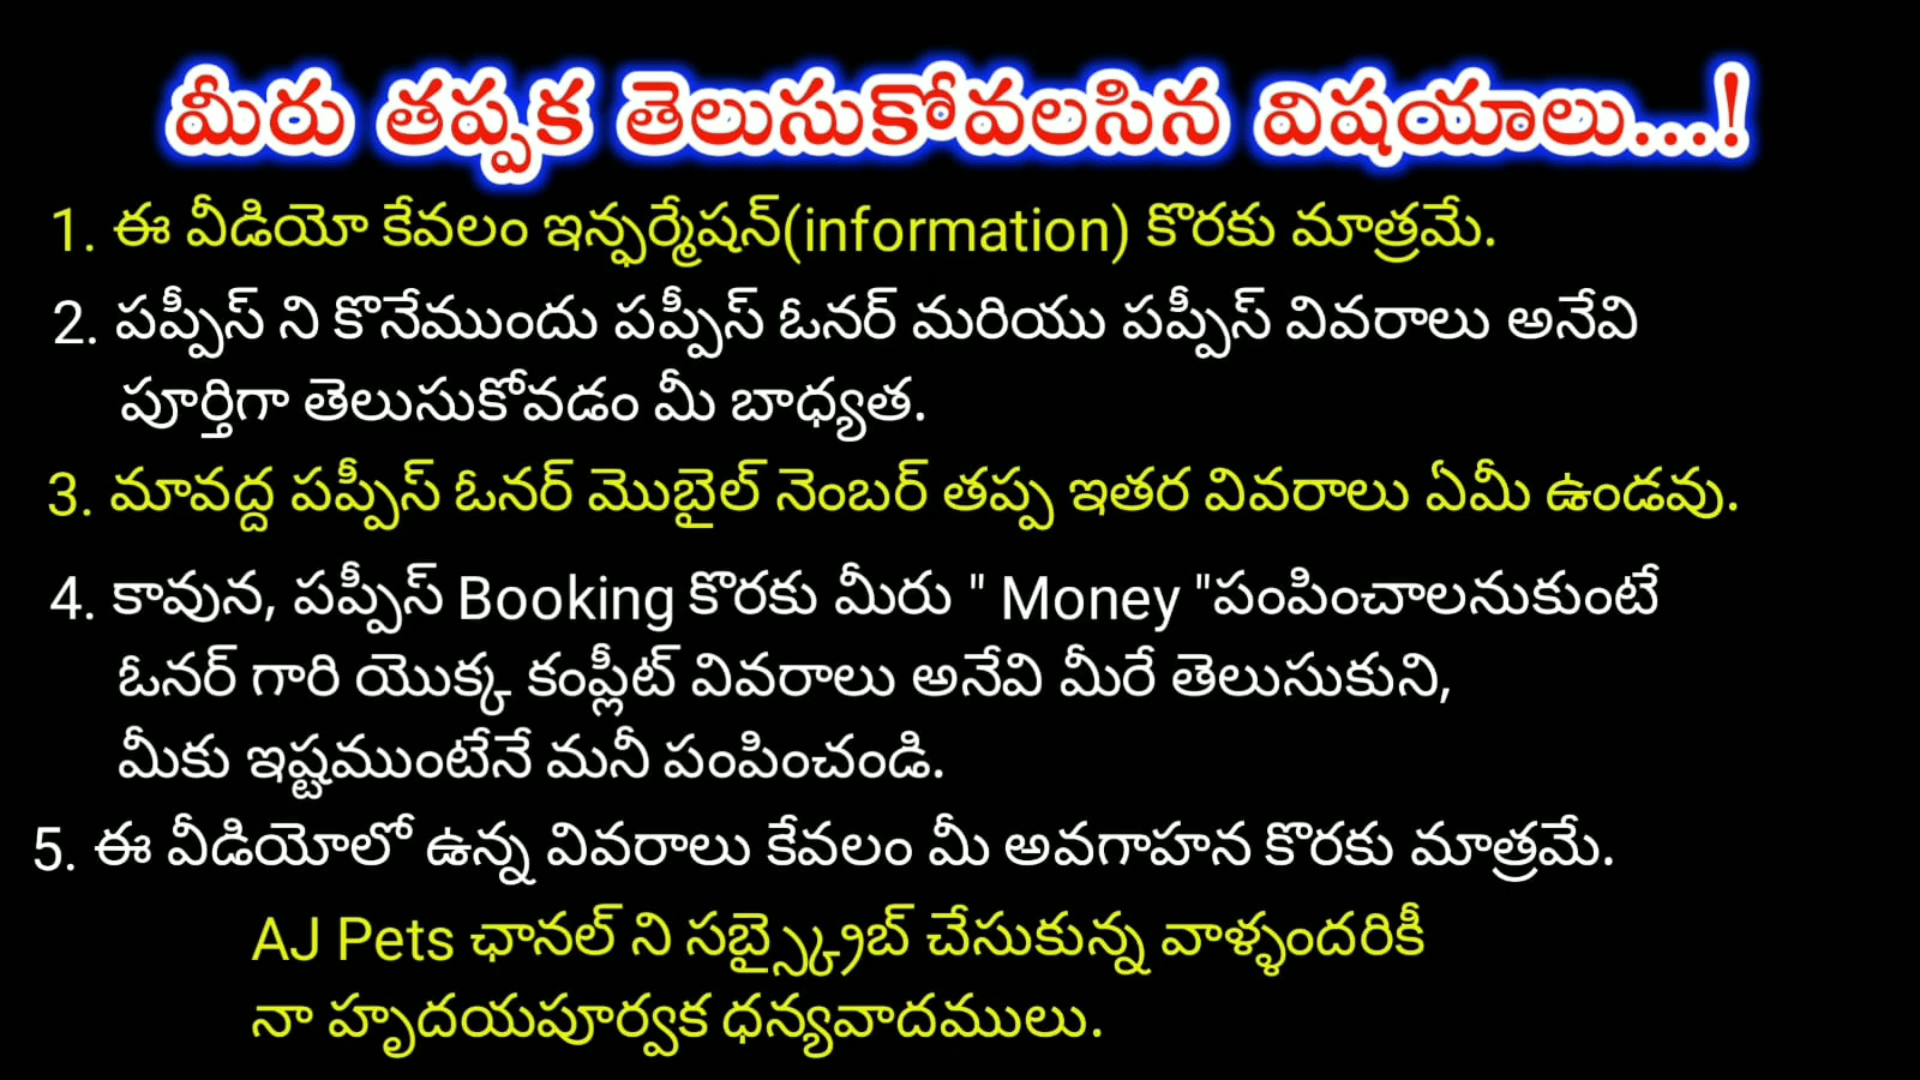 మీరు తప్పక తెలుసుకోవలసిన విషయాలు...!
1. ఈ వీడియో కేవలం ఇన్ఫర్మేషన్(information) కొరకు మాత్రమే.
2. పప్పీస్ ని కొనేముందు పప్పీస్ ఓనర్ మరియు పప్పీస్ వివరాలు అనేవి
పూర్తిగా తెలుసుకోవడం మీ బాధ్యత.
3. మావద్ద పప్పీస్ ఓనర్ మొబైల్ నెంబర్ తప్ప ఇతర వివరాలు ఏమీ ఉండవు.
4. కావున, పప్పీస్ Booking కొరకు మీరు " Money "పంపించాలనుకుంటే
ఓనర్ గారి యొక్క కంప్లీట్ వివరాలు అనేవి మీరే తెలుసుకుని,
మీకు ఇష్టముంటేనే మనీ పంపించండి.
5. ఈ వీడియోలో ఉన్న వివరాలు కేవలం మీ అవగాహన కొరకు మాత్రమే.
AJ Pets ఛానల్ ని సబ్స్క్రైబ్ చేసుకున్న వాళ్ళందరికీ
నా హృదయపూర్వక ధన్యవాదములు.